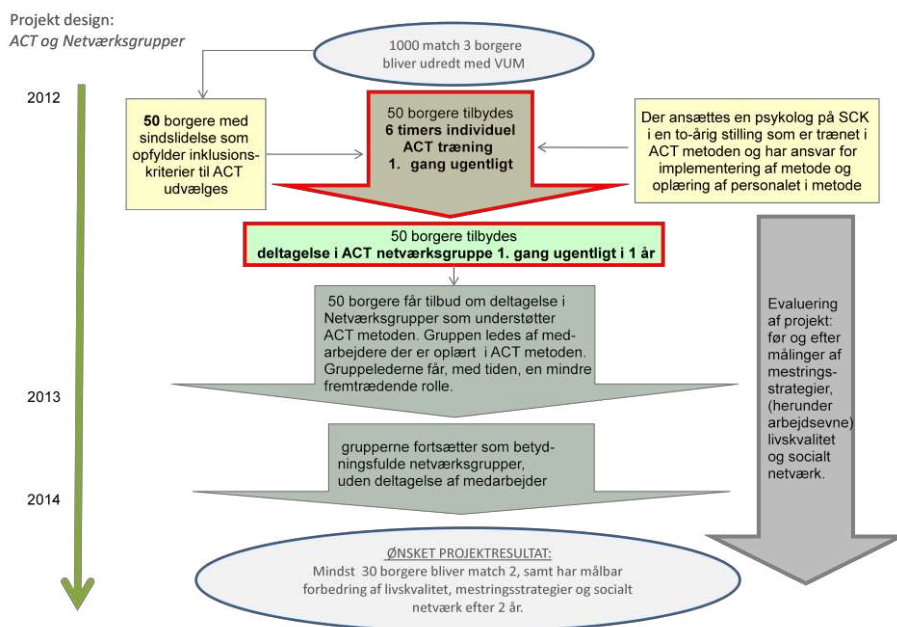 Projekt design:
ACT og Netværksgrupper
1000 match 3 borgere
bliver udredt med VUM
2012
50 borgere med
sindslidelse som
opfylder inklusions-
kriterier til ACT
udvælges
50 borgere tilbydes
6 timers individuel
ACT træning
1. gang ugentligt
Der ansættes en psykolog på SCK
i en to-årig stilling som er trænet i
ACT metoden og har ansvar for
implementering af metode og
oplæring af personalet i metode
50 borgere tilbydes
deltagelse i ACT netværksgruppe 1. gang ugentligt i 1 år
50 borgere får tilbud om deltagelse i
Netværksgrupper som understøtter
ACT metoden. Gruppen ledes af med-
arbejdere der er oplært i ACT metoden.
Gruppelederne får, med tiden, en mindre
fremtrædende rolle.
Evaluering
af projekt:
før og efter
målinger af
mestrings-
strategier,
(herunder
arbejdsevne)
livskvalitet
og socialt
netværk.
2013
grupperne fortsætter som betyd-
ningsfulde netværksgrupper,
uden deltagelse af medarbejder
2014
ØNSKET PROJEKTRESULTAT:
Mindst 30 borgere bliver match 2, samt har målbar
forbedring af livskvalitet, mestringsstrategier og socialt
netværk efter 2 år.